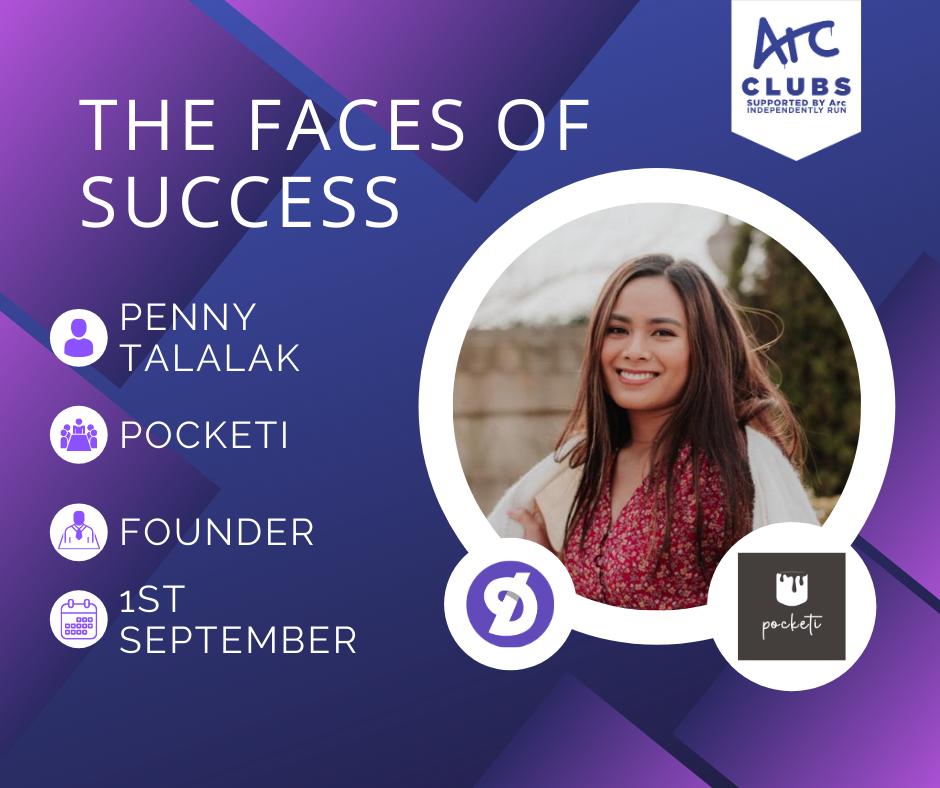 Arc
CLUBS
SUPPORTED BY Arc
INDEPENDENTLY RUN
THE FACES OF
SUCCESS
PENNY
TALALAK
POCKETI
FOUNDER
1ST
SEPTEMBER
pocketi